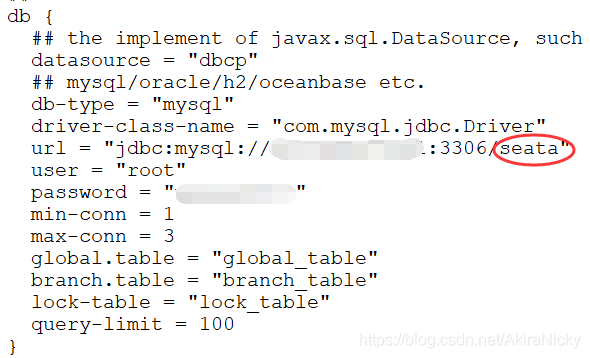 db {
## the implement of javax.sql.DataSource, such
datasource = "dbcp"
## mysql/oracle/h2/oceanbase etc.
db-type = "mysql"
driver-class-name = "com.mysql.jdbc.Driver"
url = "jdbc:mysql:// :3306/seata"
user = "root"
password = " "
min-conn = 1
max-conn = 3
global.table = "global_table"
branch.table = "branch_table"
lock-table = "lock_table"
query-limit = 100
}
https://blog.csdn.net/AkiraNicky